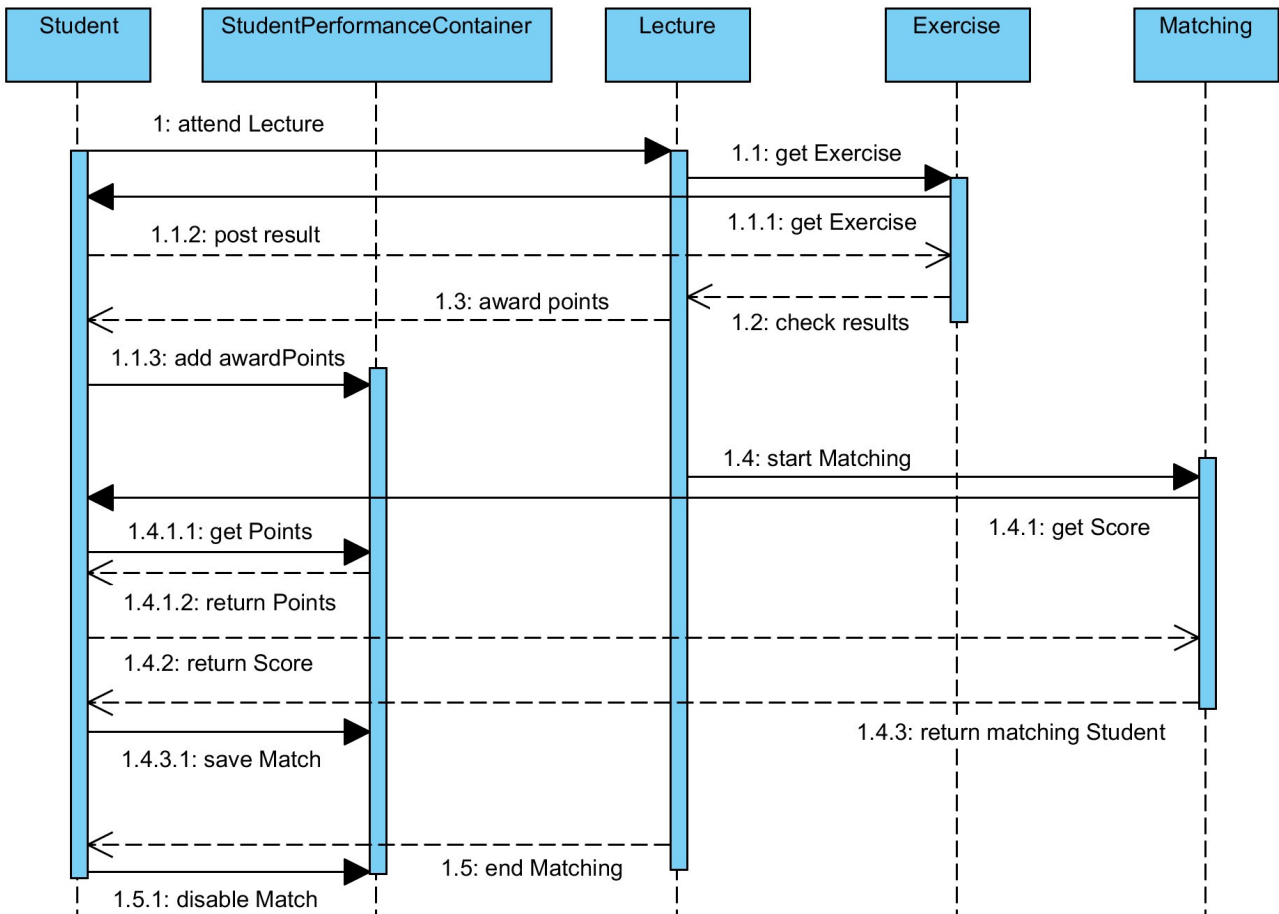 Student
StudentPerformanceContainer
Lecture
Exercise
Matching
1: attend Lecture
1.1: get Exercise
1.1.1: get Exercise
1.1.2: post result
1.3: award points
1.2: check results
1.1.3: add awardPoints
1.4: start Matching
1.4.1: get Score
1.4.1.1: get Points
1.4.1.2: return Points
1.4.2: return Score
1.4.3: return matching Student
1.4.3.1: save Match
1.5: end Matching
1.5.1: disable Match